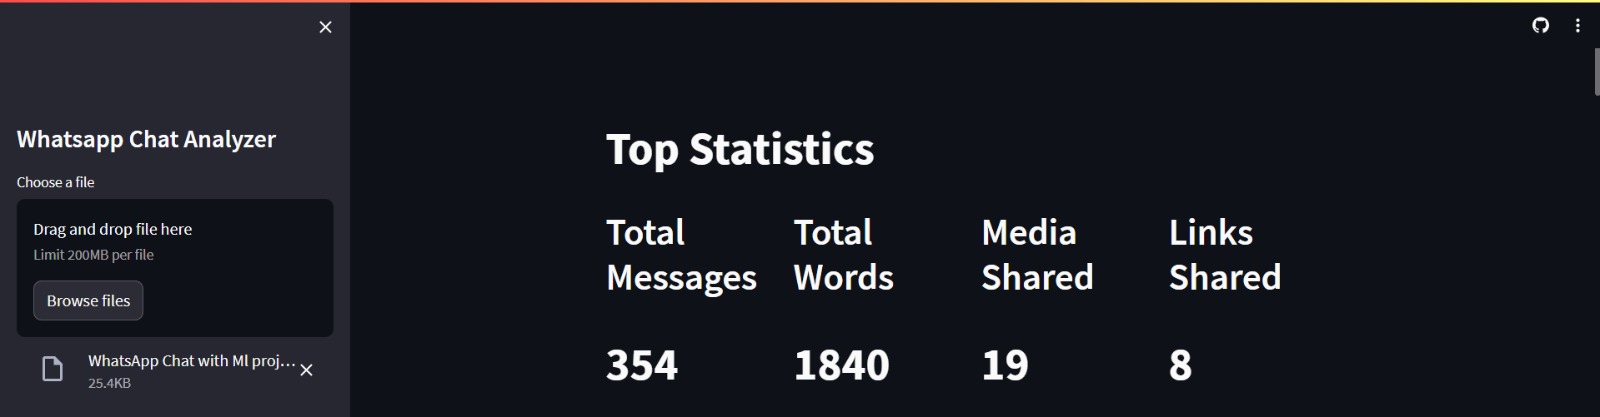 Whatsapp Chat Analyzer
Choose a file
Drag and drop file here
Limit 200MB per file
Browse files
WhatsApp Chat with Ml proj...
25.4KB
Top Statistics
Total Messages
Total Words
Media Shared
Links Shared
354
1840
19
8